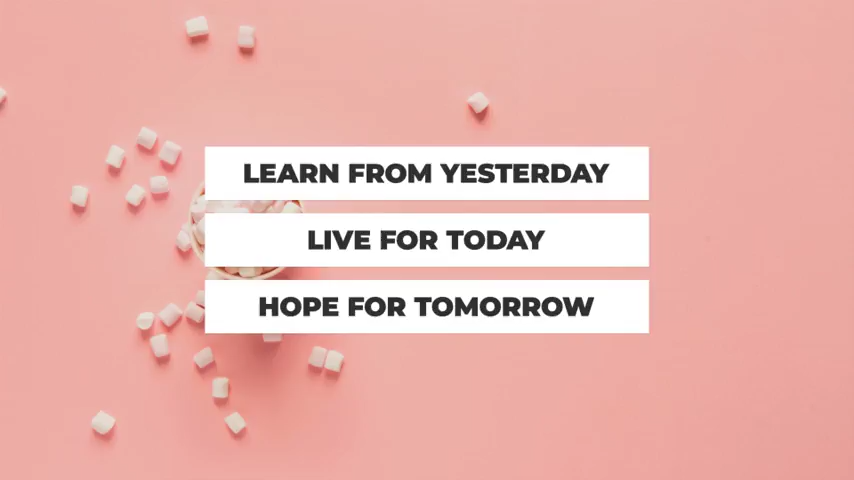 LEARN FROM YESTERDAY
LIVE FOR TODAY
HOPE FOR TOMORROW